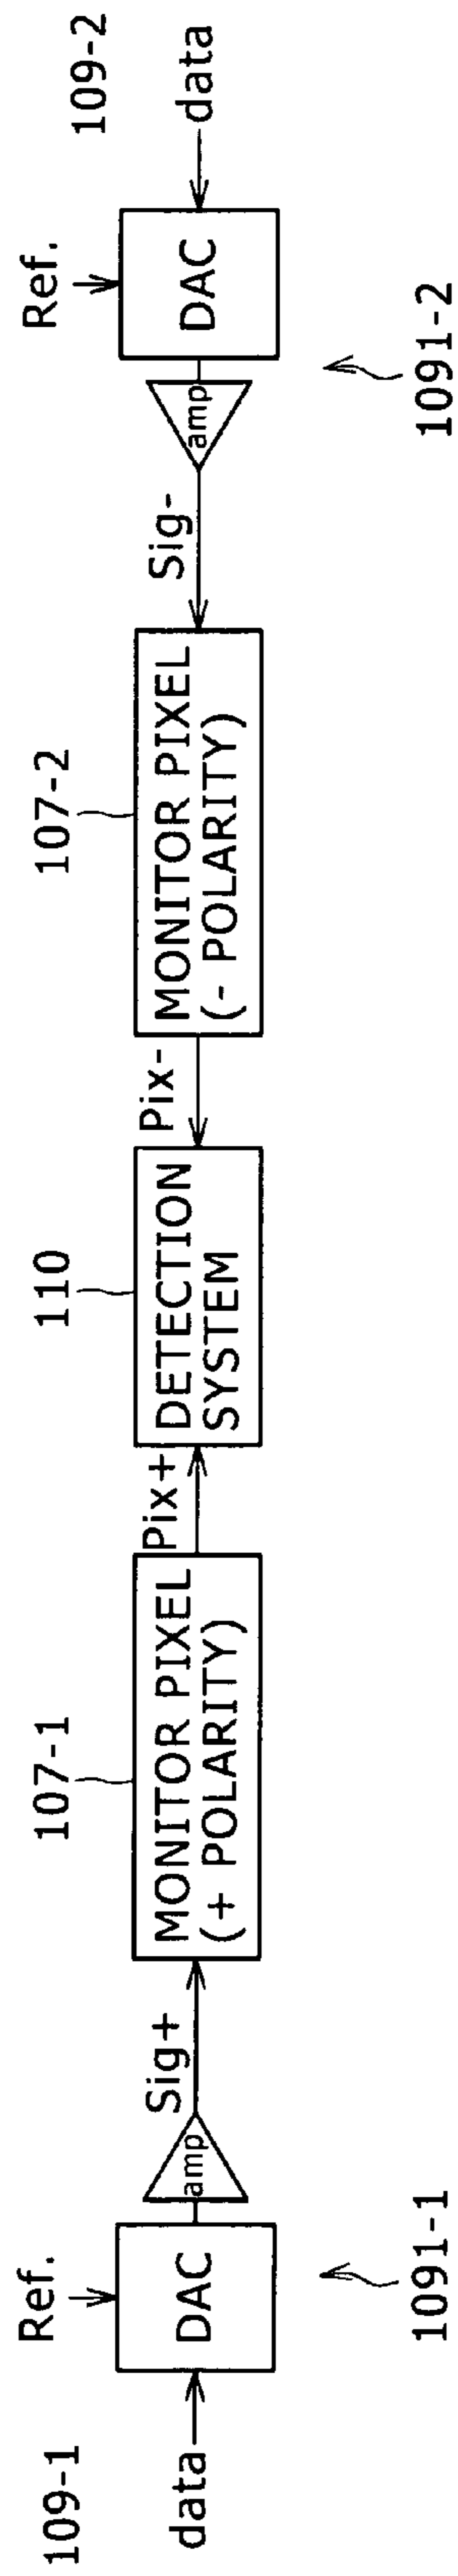 109-1
Ref.
data
DAC
amp
1091-1
Sig+
107-1
MONITOR PIXEL
(+ POLARITY)
Pix+
110
DETECTION
SYSTEM
Pix-
107-2
MONITOR PIXEL
(- POLARITY)
Sig-
amp
Ref.
DAC
1091-2
109-2
data